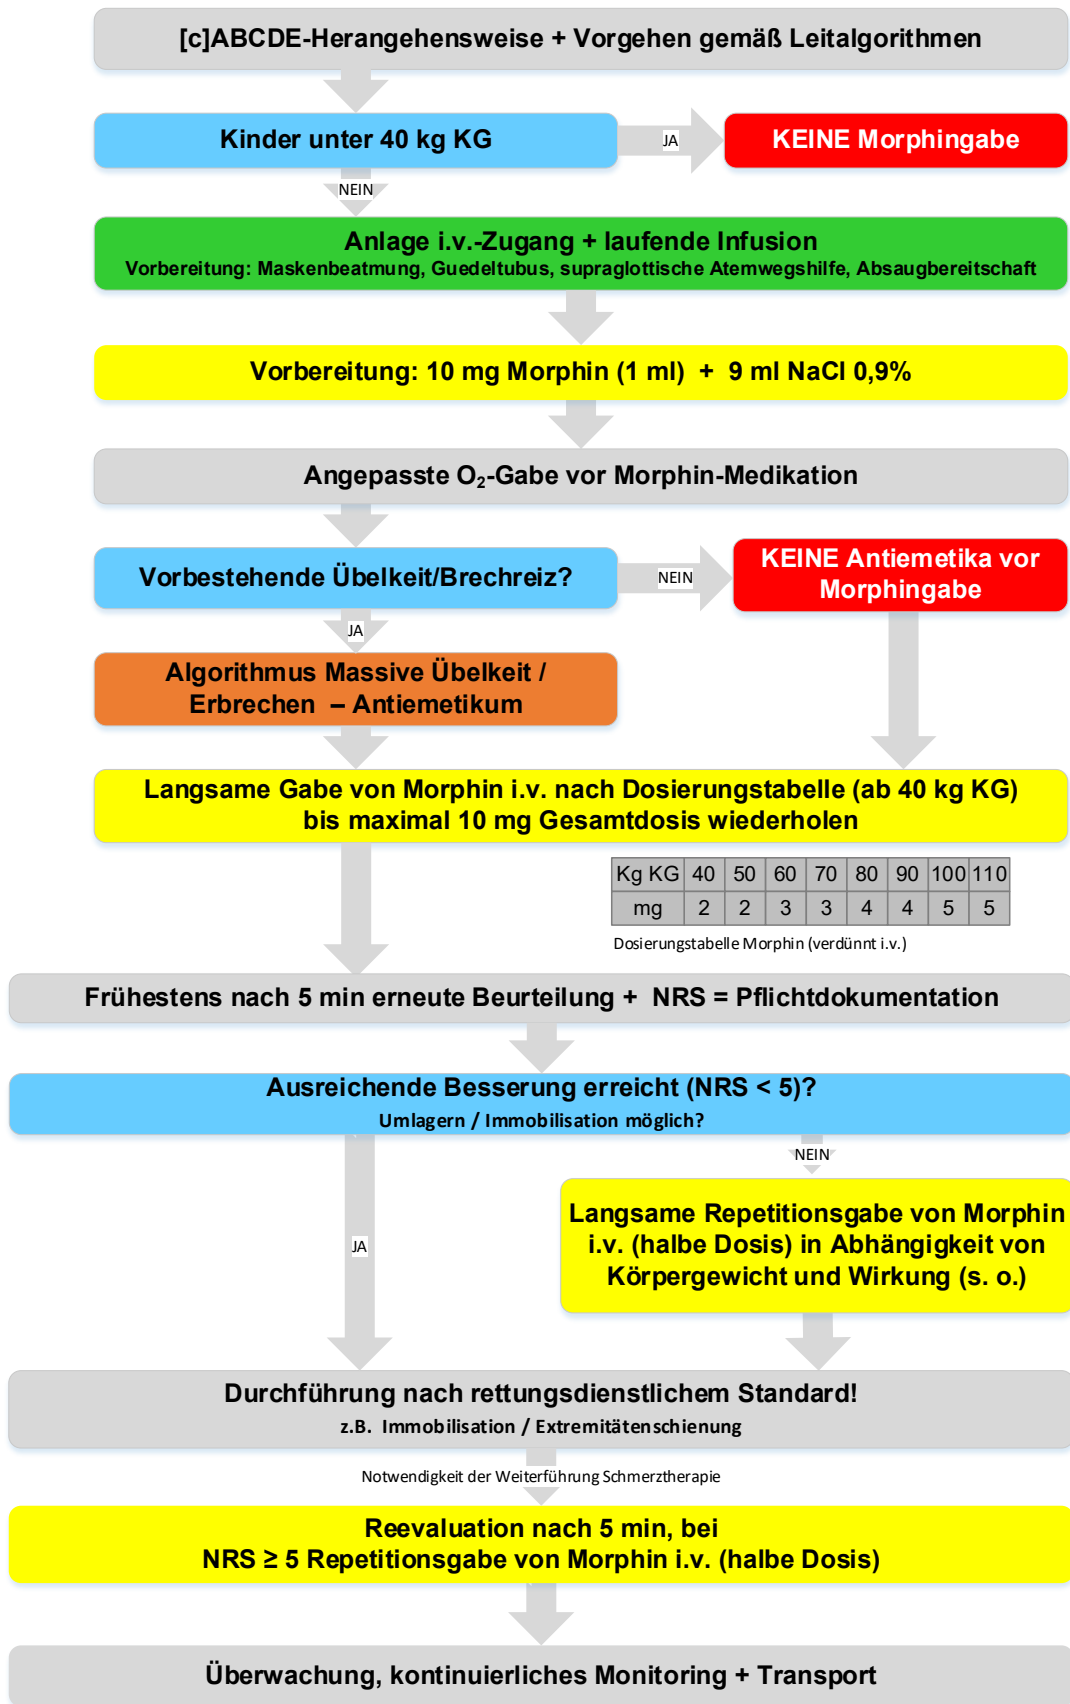 [c]ABCDE-Herangehensweise + Vorgehen gemäß Leitalgorithmen
Kinder unter 40 kg KG
JA
KEINE Morphingabe
NEIN
Anlage i.v.-Zugang + laufende Infusion
Vorbereitung: Maskenbeatmung, Guedeltubus, supraglottische Atemwegshilfe, Absaugbereitschaft
Vorbereitung: 10 mg Morphin (1 ml) + 9 ml NaCl 0,9%
Angepasste O₂-Gabe vor Morphin-Medikation
Vorbestehende Übelkeit/Brechreiz?
NEIN
KEINE Antiemetika vor
Morphingabe
JA
Algorithmus Massive Übelkeit /
Erbrechen – Antiemetikum
Langsame Gabe von Morphin i.v. nach Dosierungstabelle (ab 40 kg KG)
bis maximal 10 mg Gesamtdosis wiederholen
Kg KG 40 50 60 70 80 90 100 110
mg 2 2 3 3 4 4 5 5
Dosierungstabelle Morphin (verdünnt i.v.)
Frühestens nach 5 min erneute Beurteilung + NRS = Pflichtdokumentation
Ausreichende Besserung erreicht (NRS < 5)?
Umlagern / Immobilisation möglich?
NEIN
JA
Langsame Repetitionsgabe von Morphin
i.v. (halbe Dosis) in Abhängigkeit von
Körpergewicht und Wirkung (s. o.)
Durchführung nach rettungsdienstlichem Standard!
z.B. Immobilisation / Extremitätenschienung
Notwendigkeit der Weiterführung Schmerztherapie
Reevaluation nach 5 min, bei
NRS ≥ 5 Repetitionsgabe von Morphin i.v. (halbe Dosis)
Überwachung, kontinuierliches Monitoring + Transport